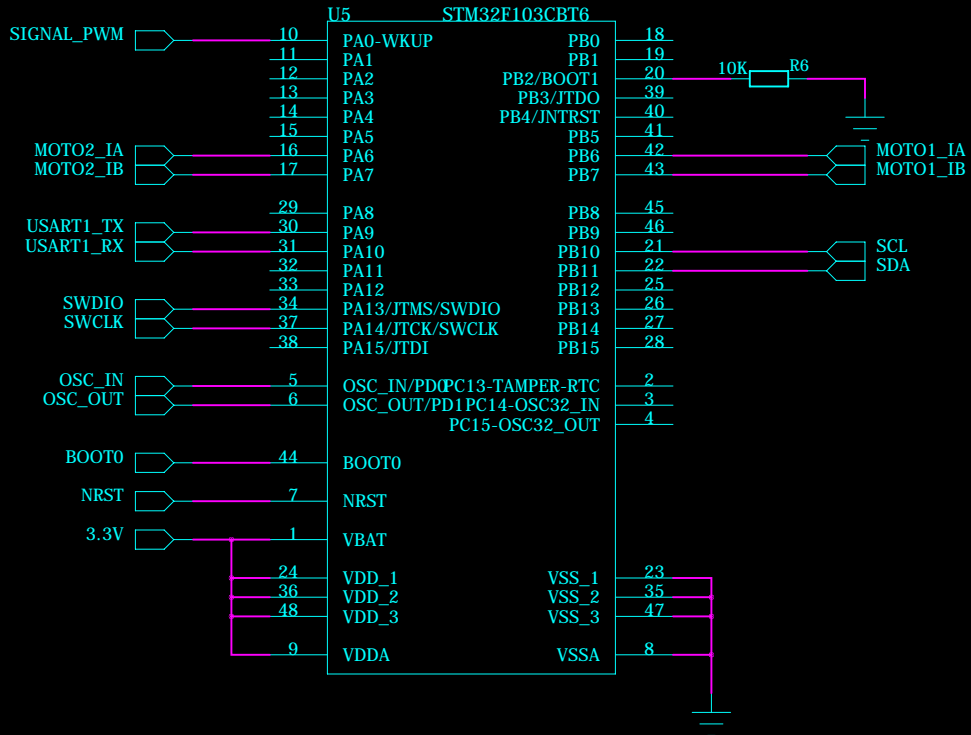 U5 STM32F103CBT6
SIGNAL_PWM 10 PA0-WKUP PB0 18
11 PA1 PB1 19
12 PA2 PB2/BOOT1 20 10K R6
13 PA3 PB3/JTDO 39
14 PA4 PB4/JNTRST 40
15 PA5 PB5 41
MOTO2_IA 16 PA6 PB6 42 MOTO1_IA
MOTO2_IB 17 PA7 PB7 43 MOTO1_IB
29 PA8 PB8 45
USART1_TX 30 PA9 PB9 46
USART1_RX 31 PA10 PB10 21 SCL
32 PA11 PB11 22 SDA
33 PA12 PB12 25
SWDIO 34 PA13/JTMS/SWDIO PB13 26
SWCLK 37 PA14/JTCK/SWCLK PB14 27
38 PA15/JTDI PB15 28
OSC_IN 5 OSC_IN/PD0 PC13-TAMPER-RTC 2
OSC_OUT 6 OSC_OUT/PD1 PC14-OSC32_IN 3
PC15-OSC32_OUT 4
BOOT0 44 BOOT0
NRST 7 NRST
3.3V 1 VBAT
24 VDD_1 VSS_1 23
36 VDD_2 VSS_2 35
48 VDD_3 VSS_3 47
9 VDDA VSSA 8